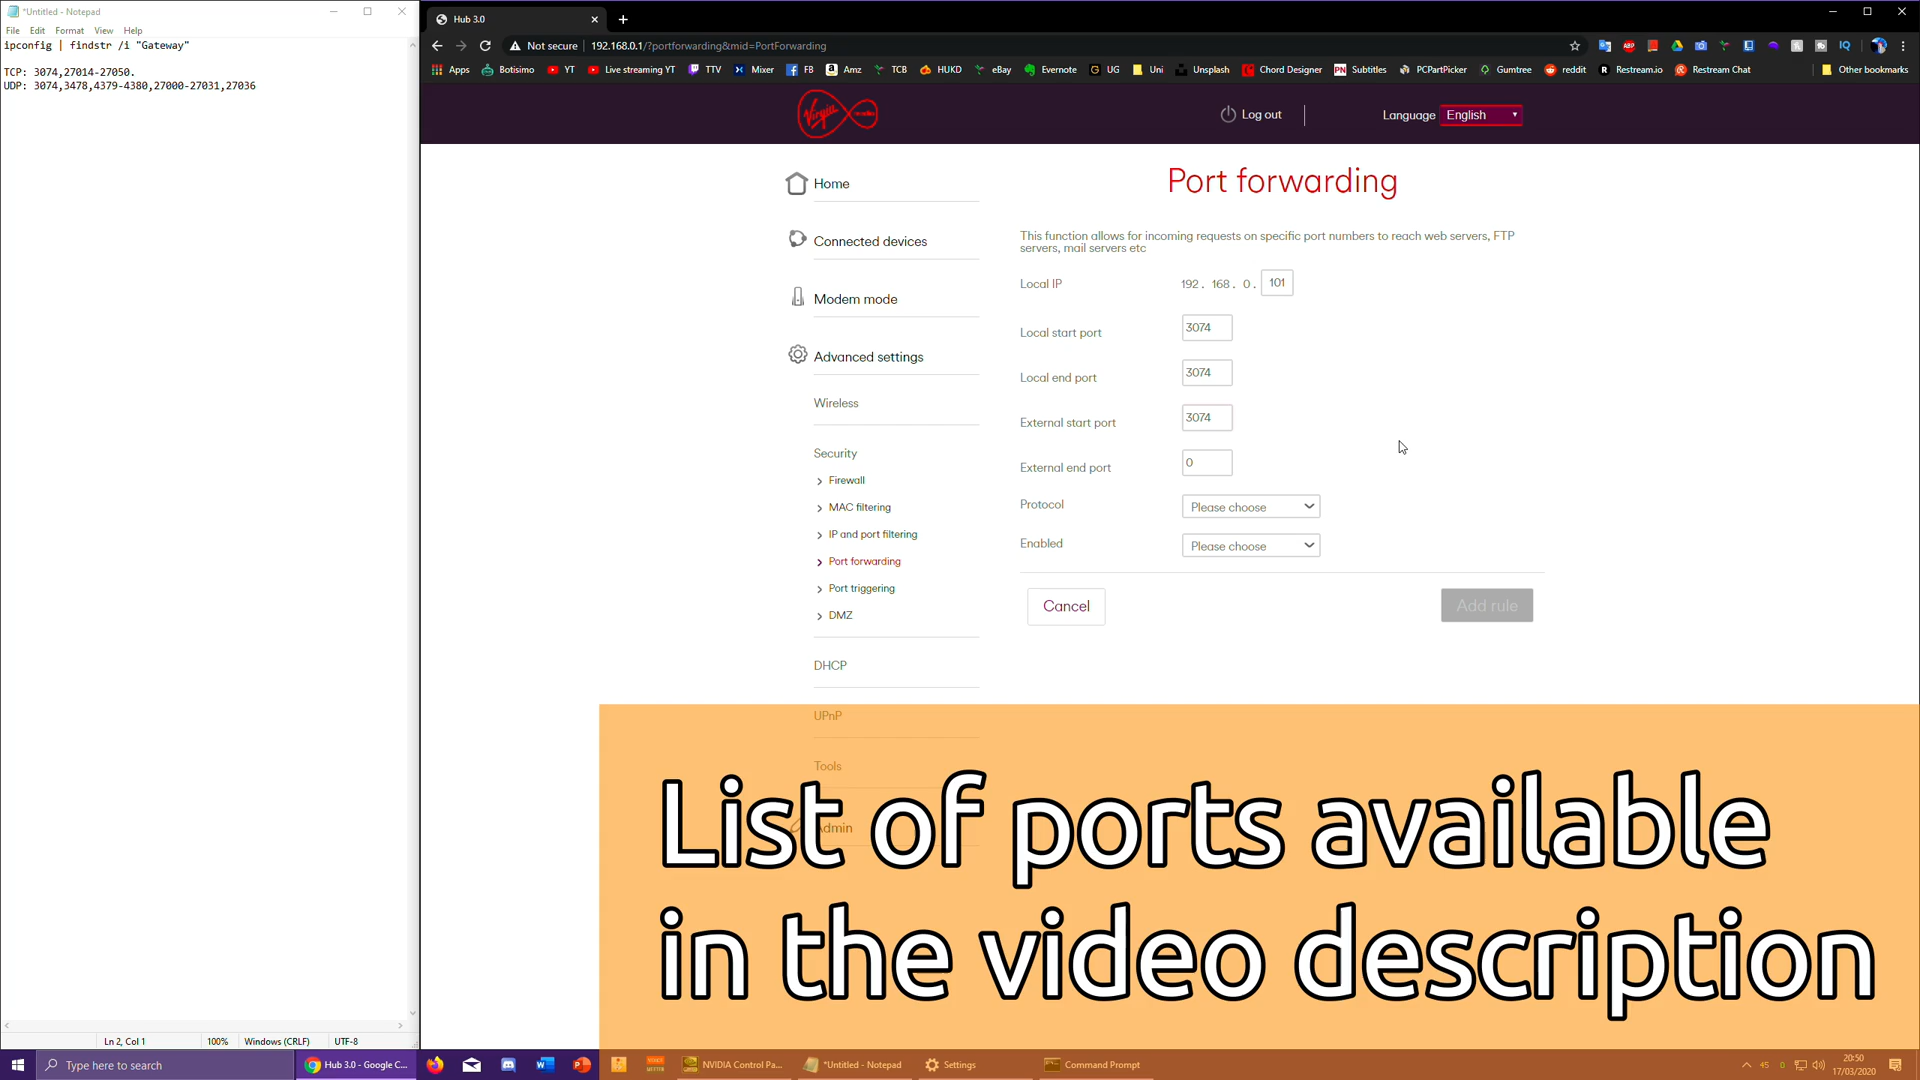 *Untitled - Notepad
File Edit Format View Help
ipconfig | findstr /i "Gateway"
TCP: 3074,27014-27050.
UDP: 3074,3478,4379-4380,27000-27031,27036
Ln 2, Col 1 100% Windows (CRLF) UTF-8
Hub 3.0
Not secure 192.168.0.1/?portforwarding&mid=PortForwarding
Apps Botisimo YT Live streaming YT TTV Mixer FB Amz TCB HUKD eBay Evernote UG Uni Unsplash Chord Designer Subtitles PCPartPicker Gumtree reddit Restream.io Restream Chat Other bookmarks
Virgin
Log out
Language English
Home
Connected devices
Modem mode
Advanced settings
Wireless
Security
Firewall
MAC filtering
IP and port filtering
Port forwarding
Port triggering
DMZ
DHCP
UPnP
Tools
Admin
Port forwarding
This function allows for incoming requests on specific port numbers to reach web servers, FTP
servers, mail servers etc
Local IP 192. 168. 0. 101
Local start port 3074
Local end port 3074
External start port 3074
External end port 0
Protocol Please choose
Enabled Please choose
Cancel Add rule
List of ports available
in the video description
Type here to search
Hub 3.0 - Google C...
NVIDIA Control Pa...
*Untitled - Notepad
Settings
Command Prompt
45
20:50
17/03/2020